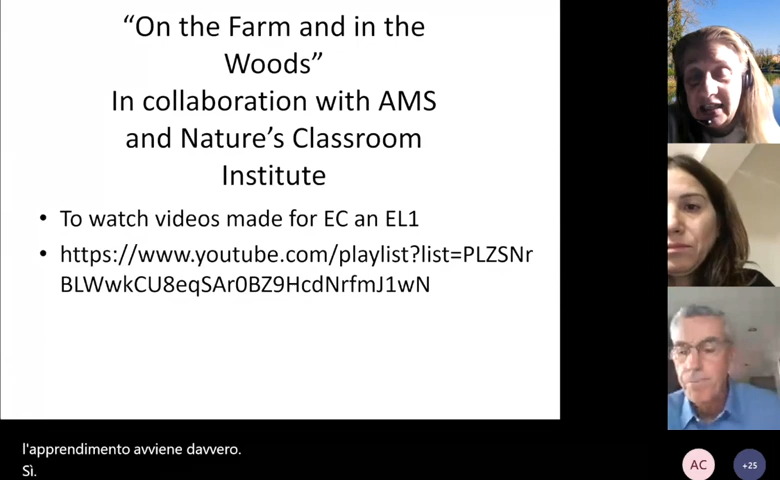 “On the Farm and in the
Woods”
In collaboration with AMS
and Nature’s Classroom
Institute
• To watch videos made for EC an EL1
• https://www.youtube.com/playlist?list=PLZSNr
BLWwkCU8eqSAr0BZ9HcdNrfmJ1wN
l'apprendimento avviene davvero.
Sì.
AC
+25